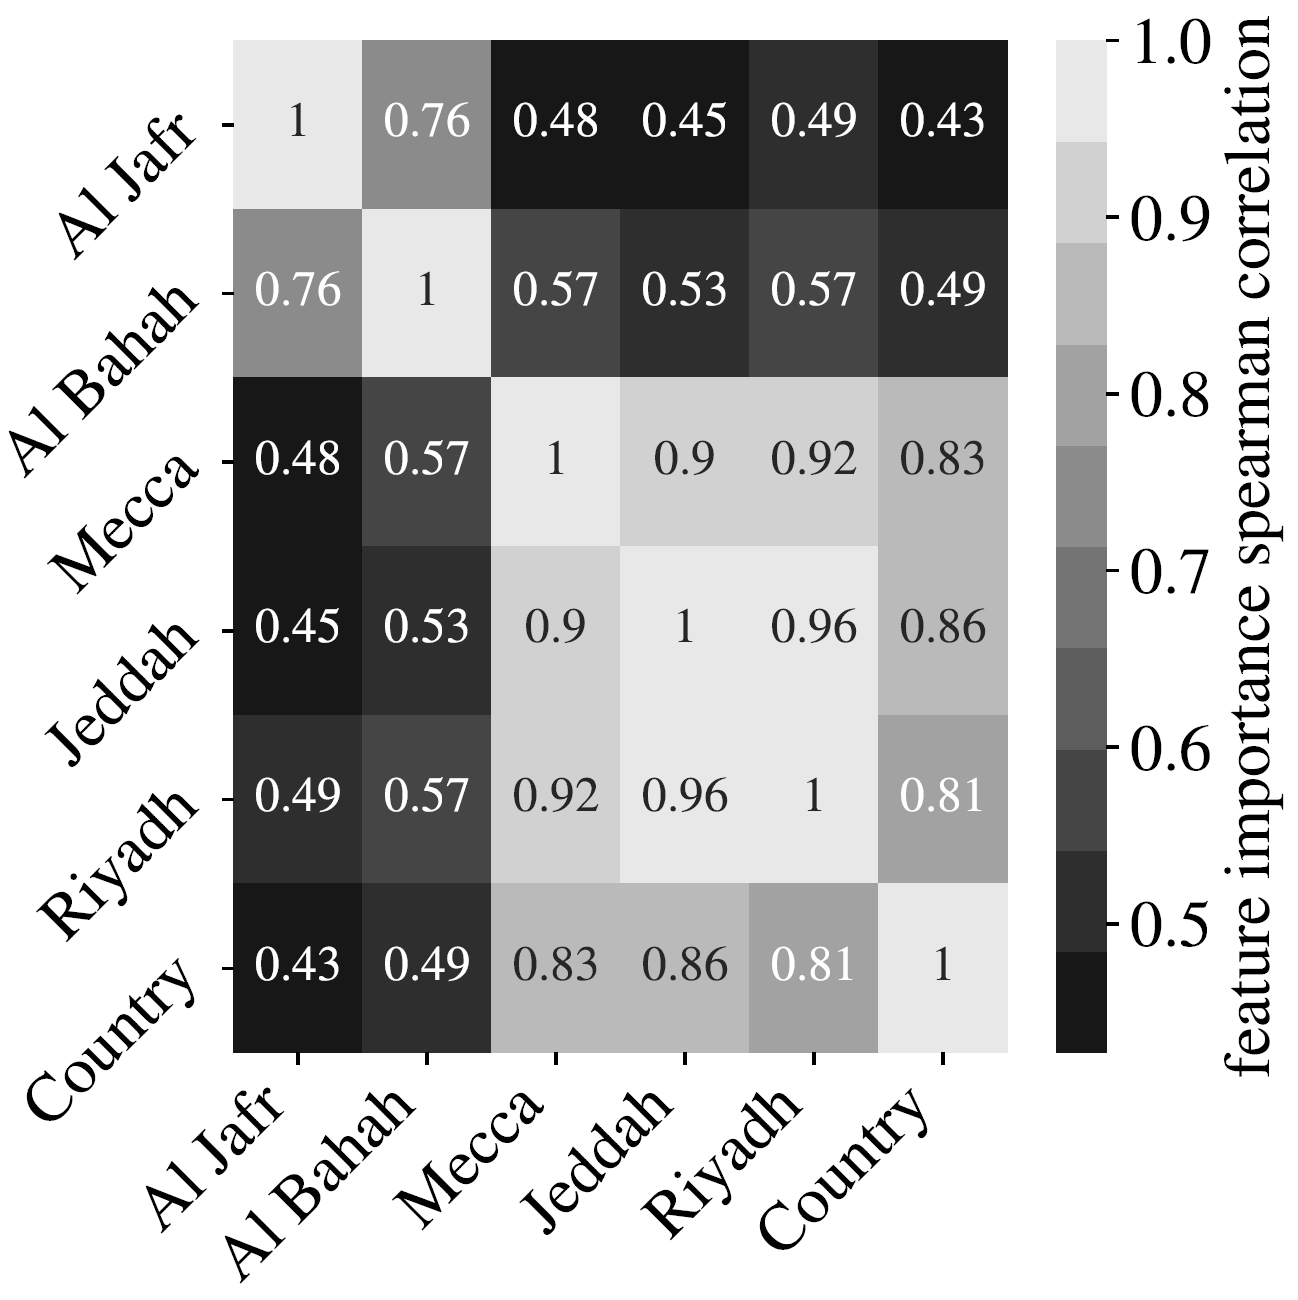 Al Jafr 1 0.76 0.48 0.45 0.49 0.43
Al Bahah 0.76 1 0.57 0.53 0.57 0.49
Mecca 0.48 0.57 1 0.9 0.92 0.83
Jeddah 0.45 0.53 0.9 1 0.96 0.86
Riyadh 0.49 0.57 0.92 0.96 1 0.81
Country 0.43 0.49 0.83 0.86 0.81 1
Al Jafr
Al Bahah
Mecca
Jeddah
Riyadh
Country
1.0
0.9
0.8
0.7
0.6
0.5
feature importance spearman correlation